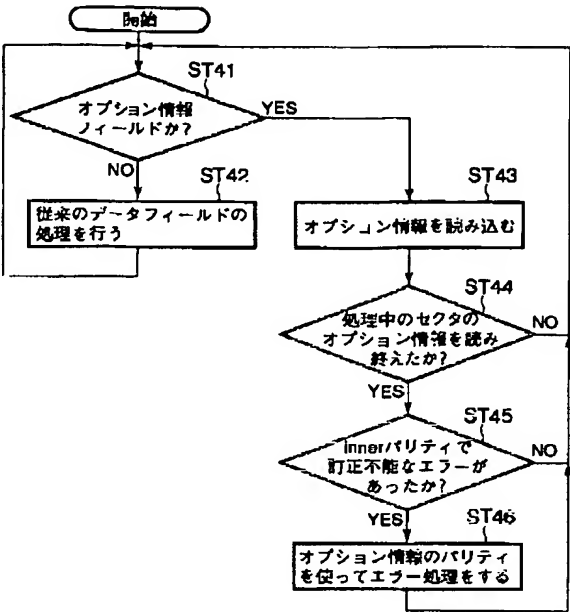 開始
ST41
オプション情報
フィールドか?
YES
NO
ST42
従来のデータフィールドの
処理を行う
ST43
オプション情報を読み込む
ST44
処理中のセクタの
オプション情報を読み
終えたか?
NO
YES
ST45
innerパリティで
訂正不能なエラーが
あったか?
NO
YES
ST46
オプション情報のパリティ
を使ってエラー処理をする